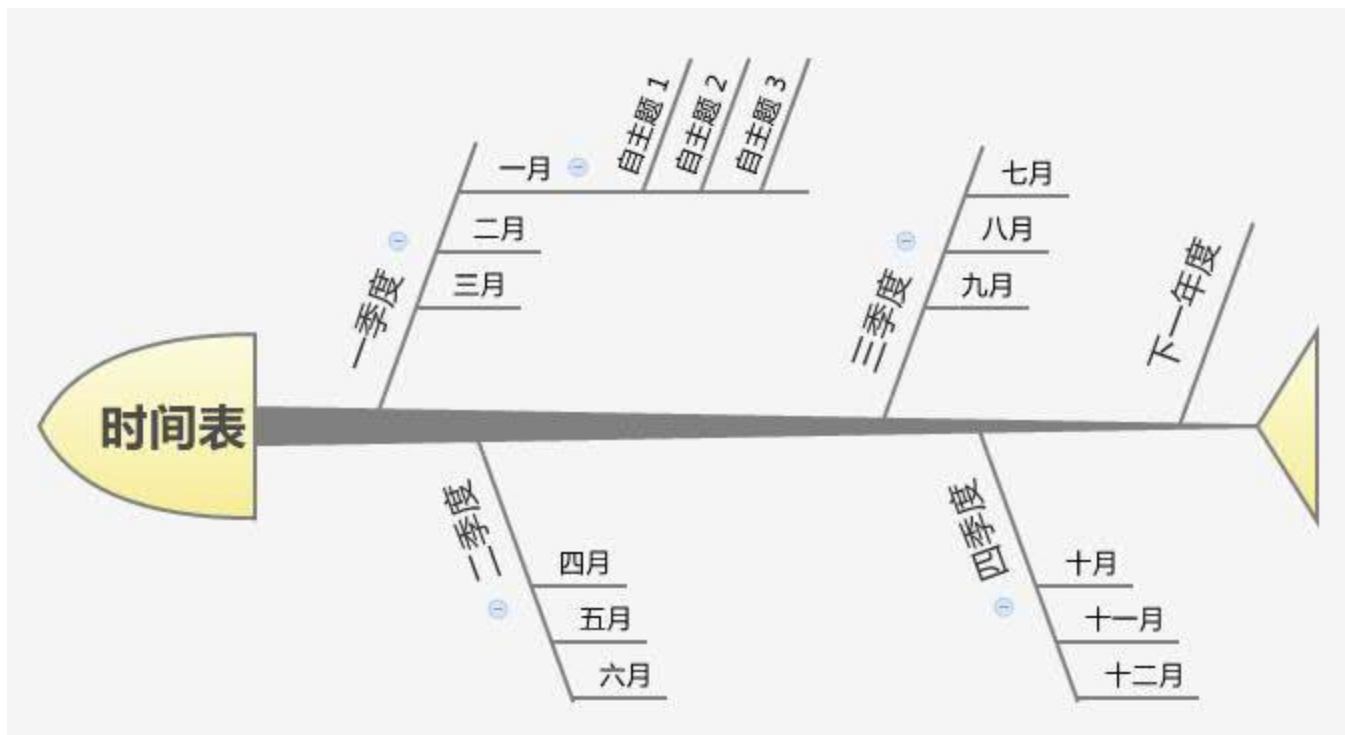 时间表
一季度
一月
自主题 1
自主题 2
自主题 3
二月
三月
二季度
四月
五月
六月
三季度
七月
八月
九月
四季度
十月
十一月
十二月
下一年度